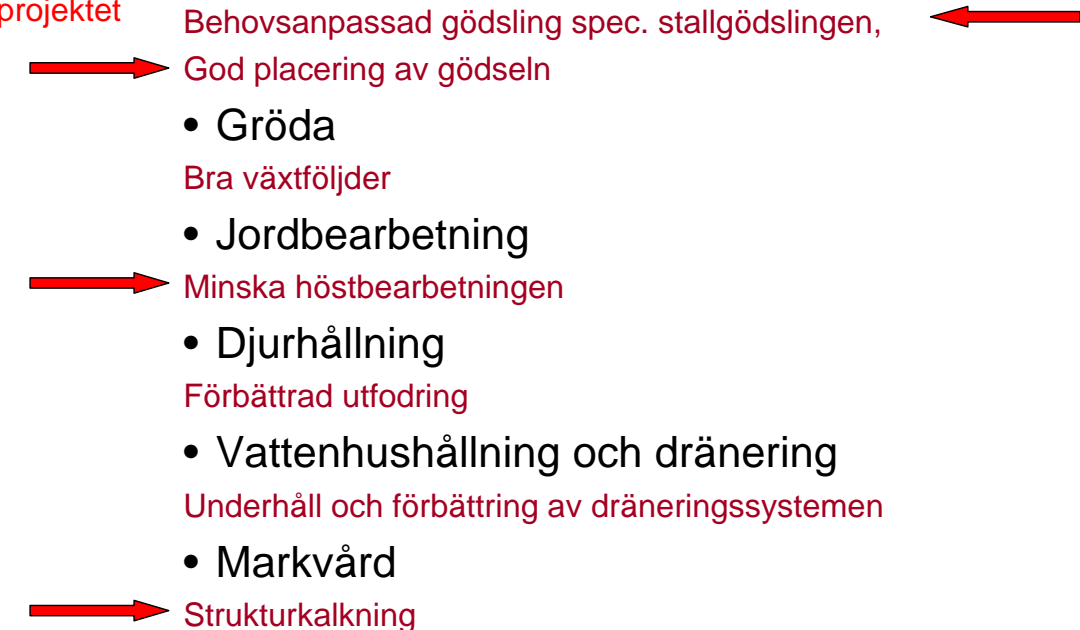 projektet
Behovsanpassad gödsling spec. stallgödslingen,
God placering av gödseln
• Gröda
Bra växtföljder
• Jordbearbetning
Minska höstbearbetningen
• Djurhållning
Förbättrad utfodring
• Vattenhushållning och dränering
Underhåll och förbättring av dräneringssystemen
• Markvård
Strukturkalkning